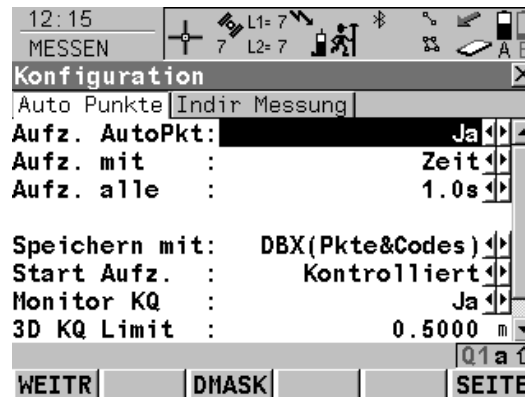 12:15
MESSEN
L1= 7
7 L2= 7
A
Konfiguration
Auto Punkte Indir Messung
Aufz. AutoPkt: Ja
Aufz. mit : Zeit
Aufz. alle : 1.0s
Speichern mit: DBX(Pkte&Codes)
Start Aufz. : Kontrolliert
Monitor KQ : Ja
3D KQ Limit : 0.5000 m
Q1 a
WEITR DMASK SEITE